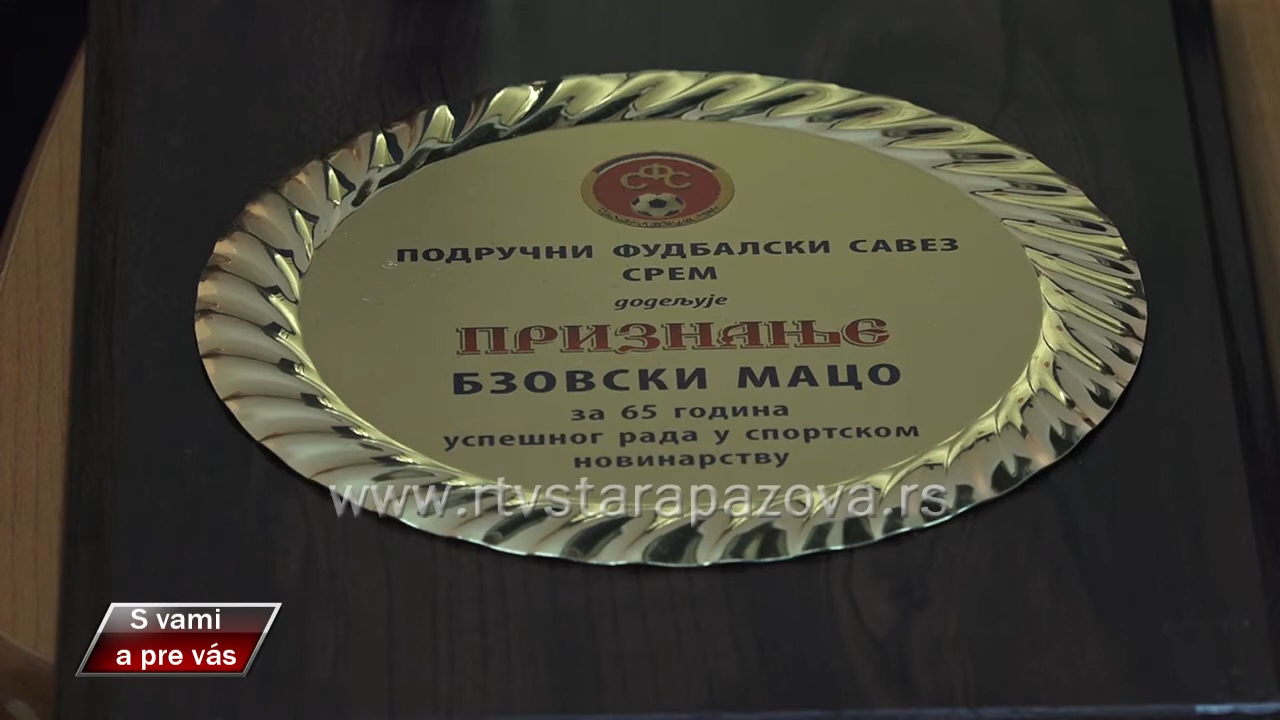 СФС
ПОДРУЧНИ ФУДБАЛСКИ САВЕЗ
СРЕМ
додељује
ПРИЗНАЊЕ
БЗОВСКИ МАЦО
за 65 година
успешног рада у спортском
новинарству
www.rtvstarapazova.rs
S vami
a pre vás